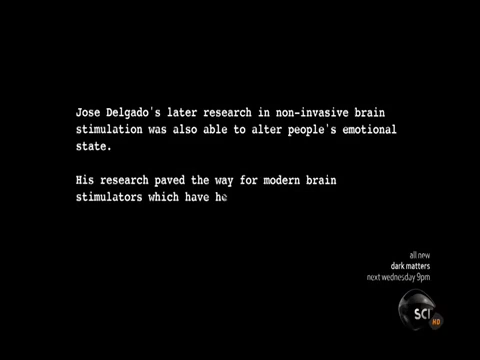 Jose Delgado's later research in non-invasive brain
stimulation was also able to alter people's emotional
state.
His research paved the way for modern brain
stimulators which have he
all new
dark matters
next wednesday 9pm
SCI HD